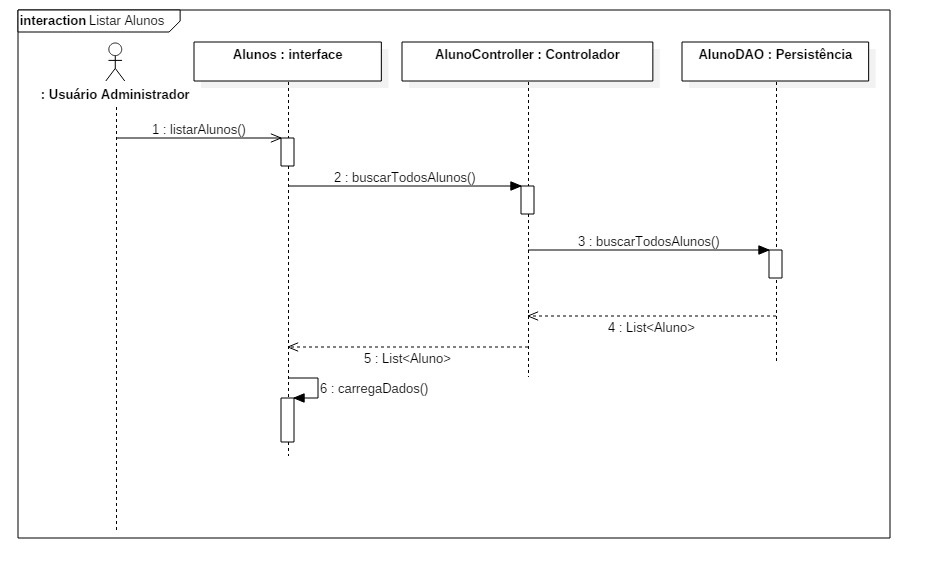 interaction Listar Alunos
Alunos : interface
AlunoController : Controlador
AlunoDAO : Persistência
: Usuário Administrador
1 : listarAlunos()
2 : buscarTodosAlunos()
3 : buscarTodosAlunos()
4 : List<Aluno>
5 : List<Aluno>
6 : carregaDados()